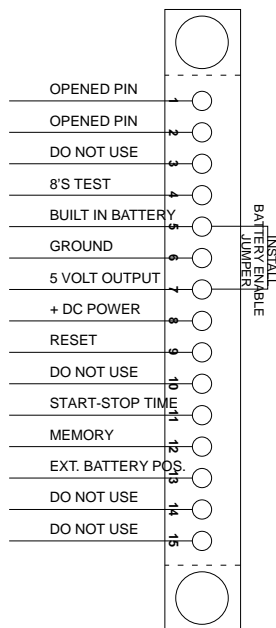 OPENED PIN 1
OPENED PIN 2
DO NOT USE 3
8'S TEST 4
BUILT IN BATTERY 5
GROUND 6
5 VOLT OUTPUT 7
+ DC POWER 8
RESET 9
DO NOT USE 10
START-STOP TIME 11
MEMORY 12
EXT. BATTERY POS. 13
DO NOT USE 14
DO NOT USE 15
INSTALL
BATTERY ENABLE
JUMPER